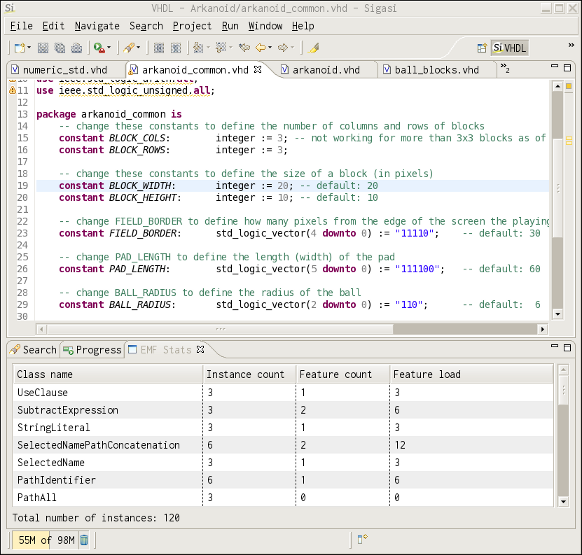 Si VHDL - Arkanoid/arkanoid_common.vhd - Sigasi
File Edit Navigate Search Project Run Window Help
Si VHDL »
numeric_std.vhd arkanoid_common.vhd arkanoid.vhd ball_blocks.vhd »2
11 use ieee.std_logic_unsigned.all;
12
13 package arkanoid_common is
14 -- change these constants to define the number of columns and rows of blocks
15 constant BLOCK_COLS: integer := 3; -- not working for more than 3x3 blocks as of
16 constant BLOCK_ROWS: integer := 3;
17
18 -- change these constants to define the size of a block (in pixels)
19 constant BLOCK_WIDTH: integer := 20; -- default: 20
20 constant BLOCK_HEIGHT: integer := 10; -- default: 10
21
22 -- change FIELD_BORDER to define how many pixels from the edge of the screen the playing
23 constant FIELD_BORDER: std_logic_vector(4 downto 0) := "11110"; -- default: 30
24
25 -- change PAD_LENGTH to define the length (width) of the pad
26 constant PAD_LENGTH: std_logic_vector(5 downto 0) := "111100"; -- default: 60
27
28 -- change BALL_RADIUS to define the radius of the ball
29 constant BALL_RADIUS: std_logic_vector(2 downto 0) := "110"; -- default: 6
30
Search Progress EMF Stats
Class name Instance count Feature count Feature load
UseClause 3 1 3
SubtractExpression 3 2 6
StringLiteral 3 1 3
SelectedNamePathConcatenation 6 2 12
SelectedName 3 1 3
PathIdentifier 6 1 6
PathAll 3 0 0
Total number of instances: 120
55M of 98M